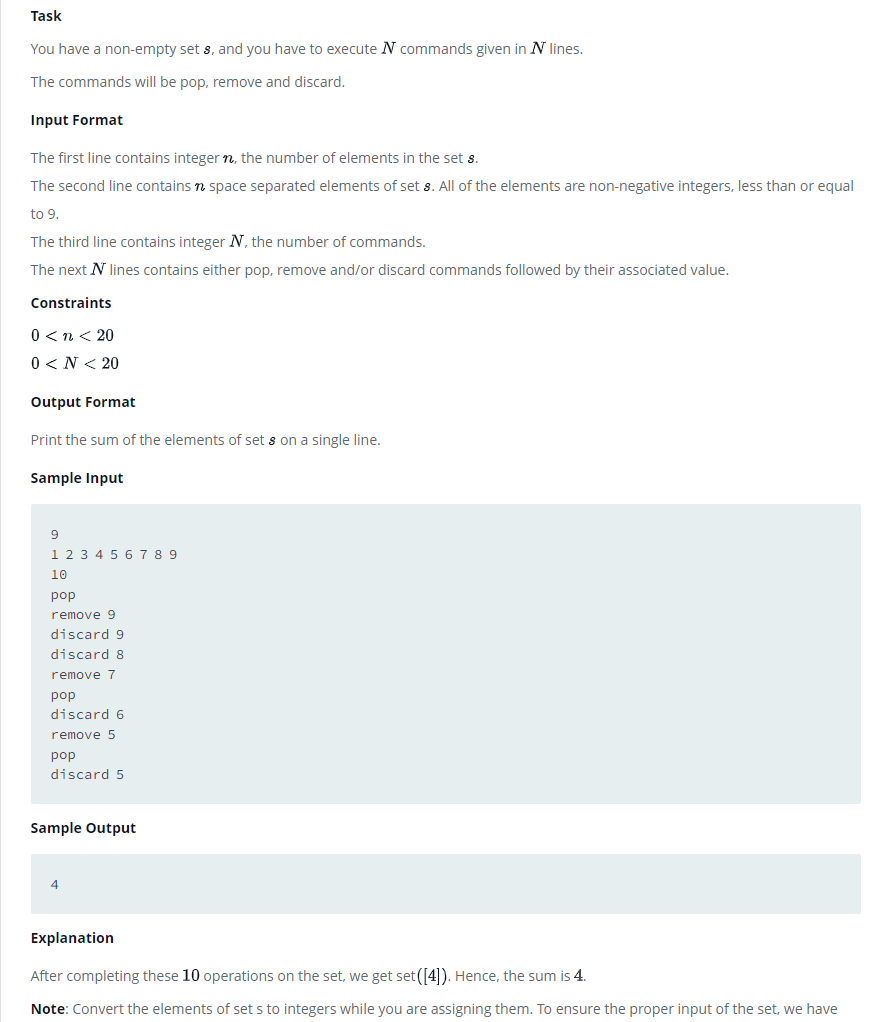 Task
You have a non-empty set s, and you have to execute N commands given in N lines.
The commands will be pop, remove and discard.
Input Format
The first line contains integer n, the number of elements in the set s.
The second line contains n space separated elements of set s. All of the elements are non-negative integers, less than or equal
to 9.
The third line contains integer N, the number of commands.
The next N lines contains either pop, remove and/or discard commands followed by their associated value.
Constraints
0 < n < 20
0 < N < 20
Output Format
Print the sum of the elements of set s on a single line.
Sample Input
9
1 2 3 4 5 6 7 8 9
10
pop
remove 9
discard 9
discard 8
remove 7
pop
discard 6
remove 5
pop
discard 5
Sample Output
4
Explanation
After completing these 10 operations on the set, we get set([4]). Hence, the sum is 4.
Note: Convert the elements of set s to integers while you are assigning them. To ensure the proper input of the set, we have